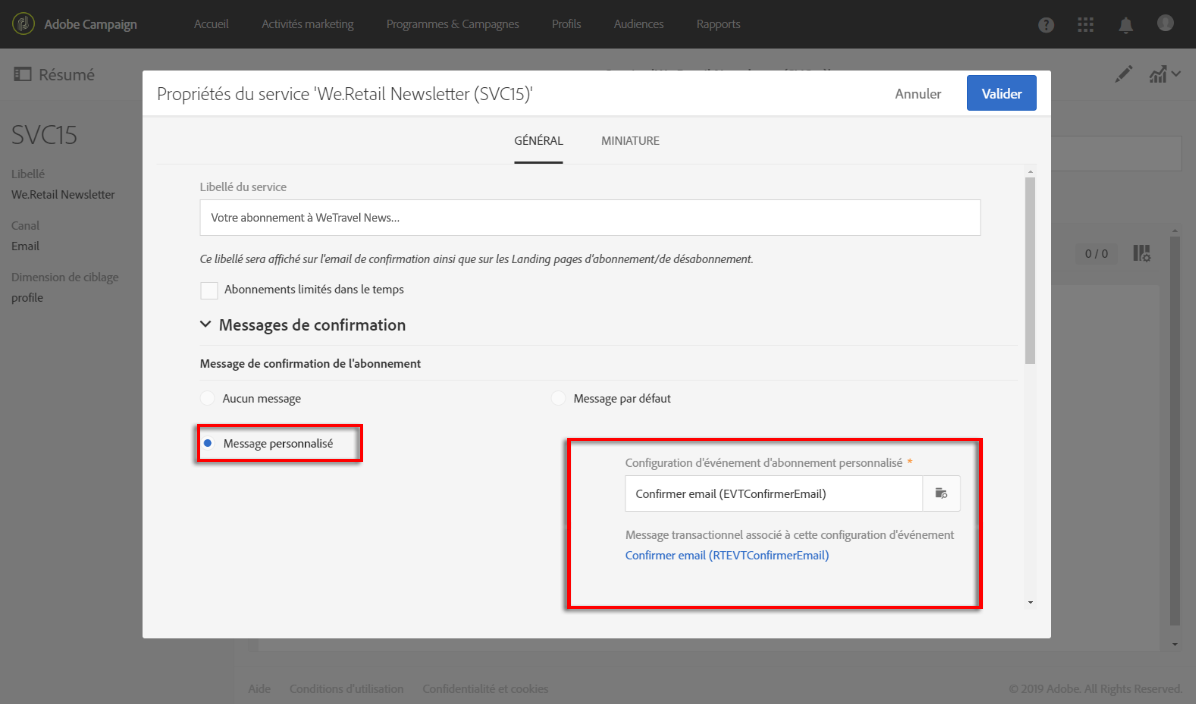 Adobe Campaign
Accueil
Activités marketing
Programmes & Campagnes
Profils
Audiences
Rapports
Résumé
Propriétés du service 'We.Retail Newsletter (SVC15)'
Annuler
Valider
SVC15
Libellé
We.Retail Newsletter
Canal
Email
Dimension de ciblage
profile
GÉNÉRAL
MINIATURE
Libellé du service
Votre abonnement à WeTravel News...
Ce libellé sera affiché sur l'email de confirmation ainsi que sur les Landing pages d'abonnement/de désabonnement.
Abonnements limités dans le temps
0 / 0
Messages de confirmation
Message de confirmation de l'abonnement
Aucun message
Message par défaut
Message personnalisé
Configuration d'événement d'abonnement personnalisé *
Confirmer email (EVTConfirmerEmail)
Message transactionnel associé à cette configuration d'événement
Confirmer email (RTEVTConfirmerEmail)
Aide
Conditions d'utilisation
Confidentialité et cookies
© 2019 Adobe. All Rights Reserved.